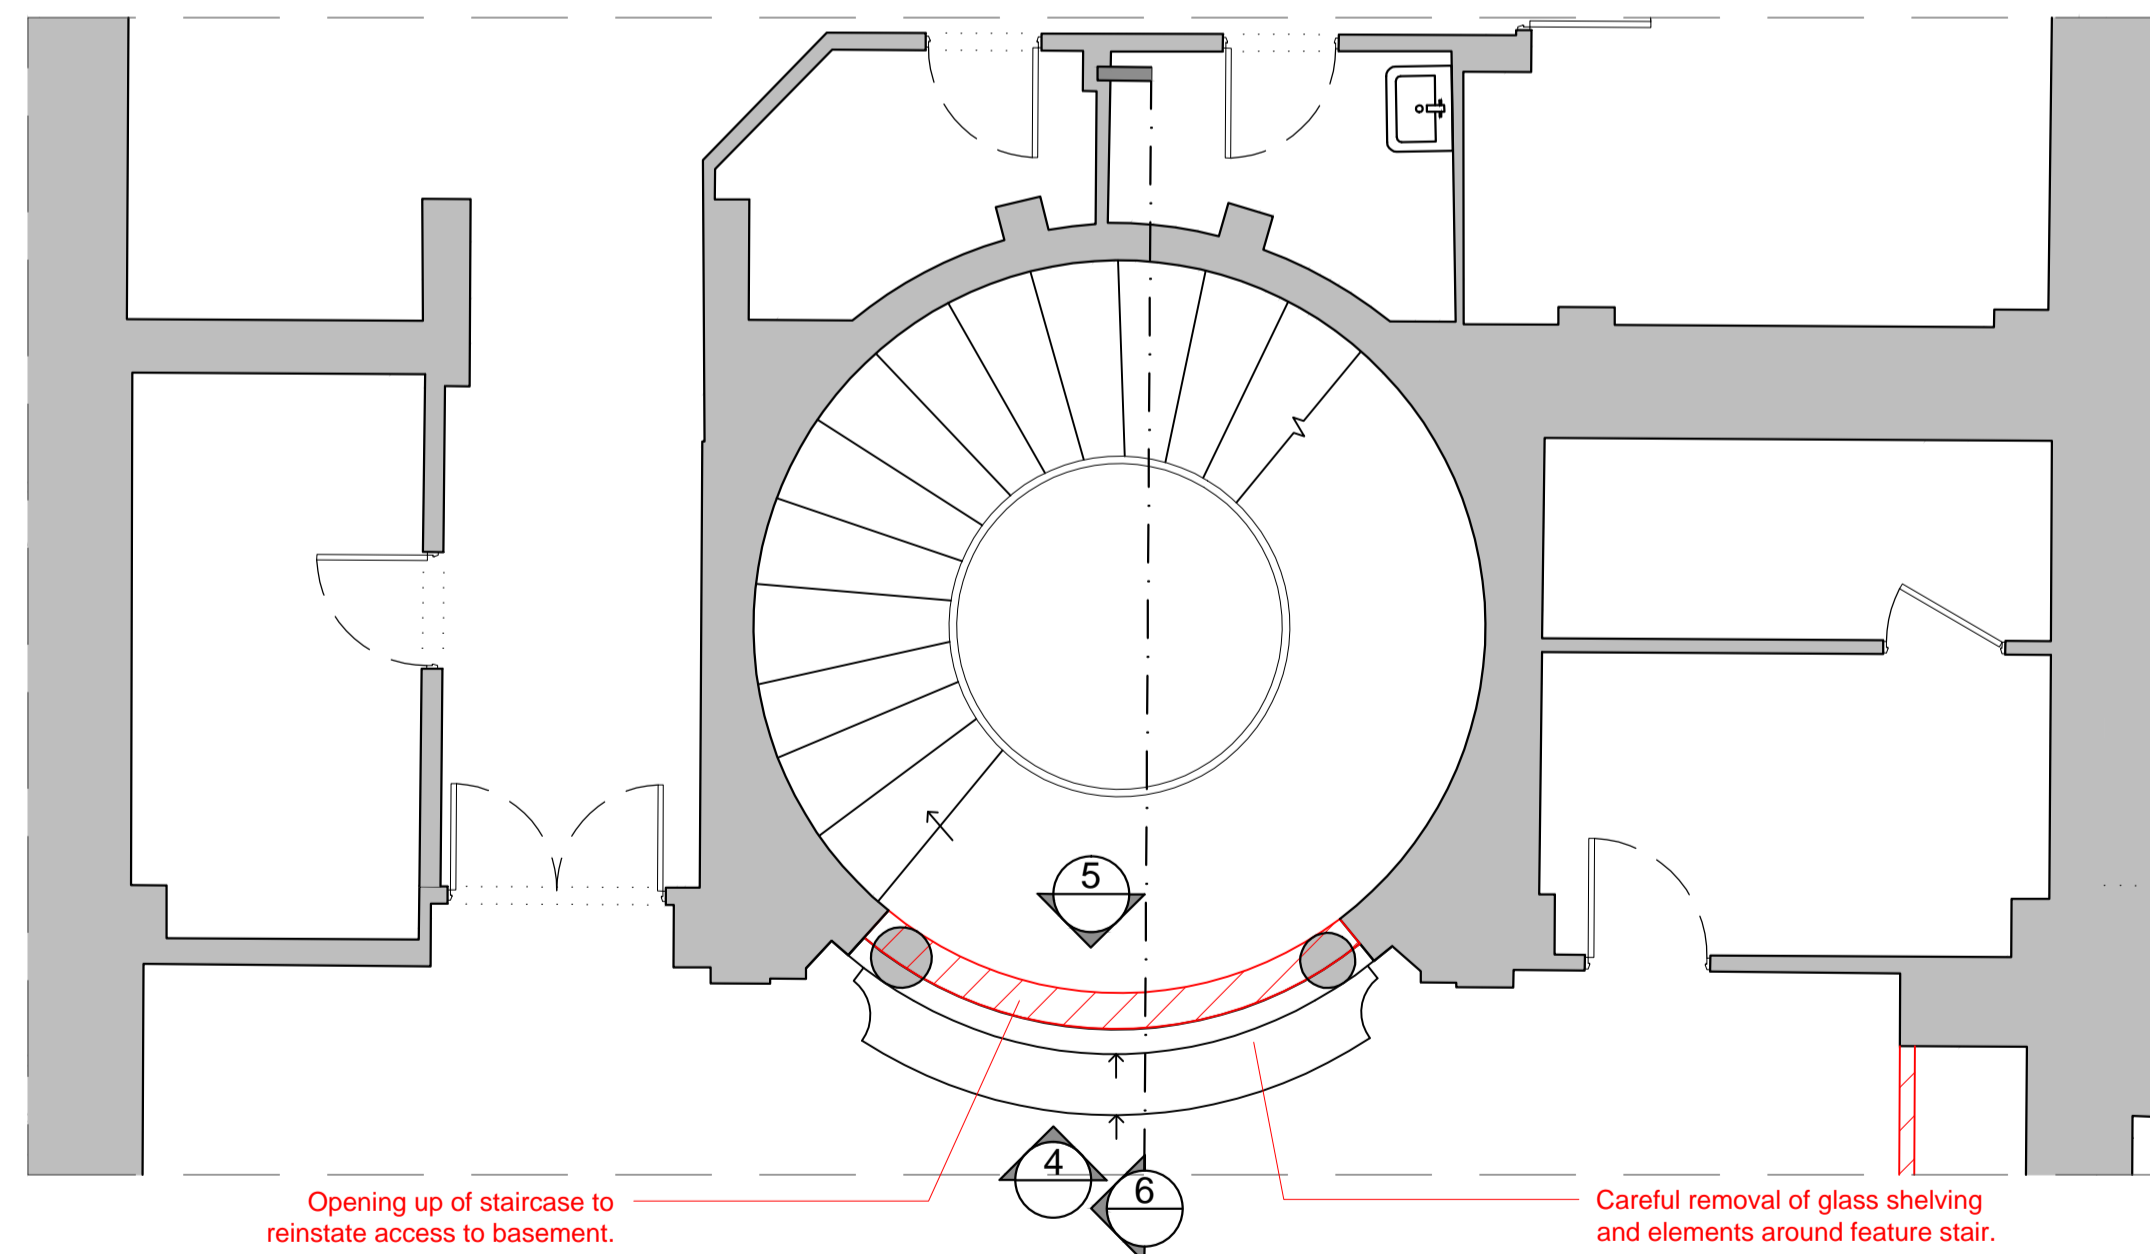 5
4
6
Opening up of staircase to
reinstate access to basement.
Careful removal of glass shelving
and elements around feature stair.